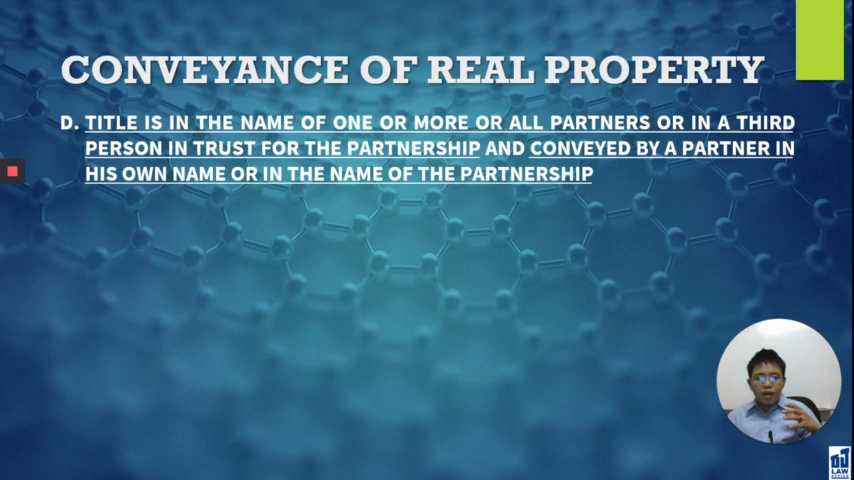 CONVEYANCE OF REAL PROPERTY
D. TITLE IS IN THE NAME OF ONE OR MORE OR ALL PARTNERS OR IN A THIRD
PERSON IN TRUST FOR THE PARTNERSHIP AND CONVEYED BY A PARTNER IN
HIS OWN NAME OR IN THE NAME OF THE PARTNERSHIP
LAW